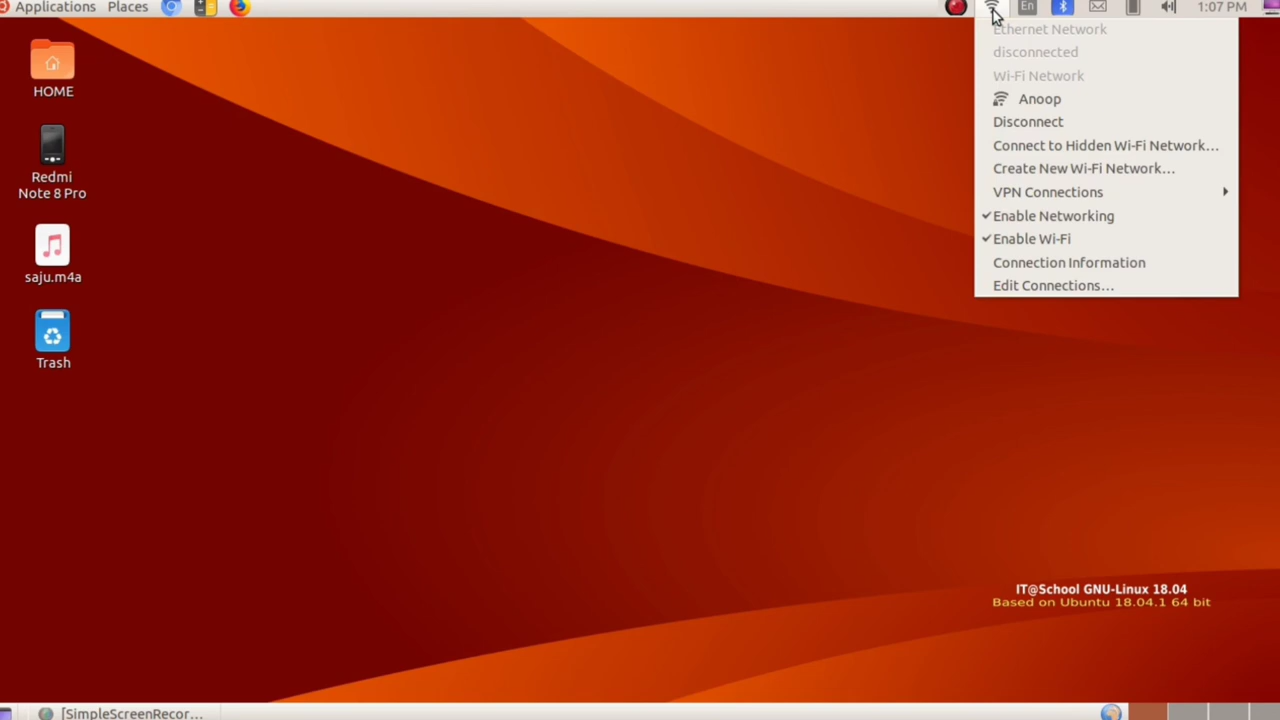 Applications Places En 1:07 PM
HOME
Redmi
Note 8 Pro
saju.m4a
Trash
Ethernet Network
disconnected
Wi-Fi Network
Anoop
Disconnect
Connect to Hidden Wi-Fi Network...
Create New Wi-Fi Network...
VPN Connections
Enable Networking
Enable Wi-Fi
Connection Information
Edit Connections...
IT@School GNU-Linux 18.04
Based on Ubuntu 18.04.1 64 bit
[SimpleScreenRecor...